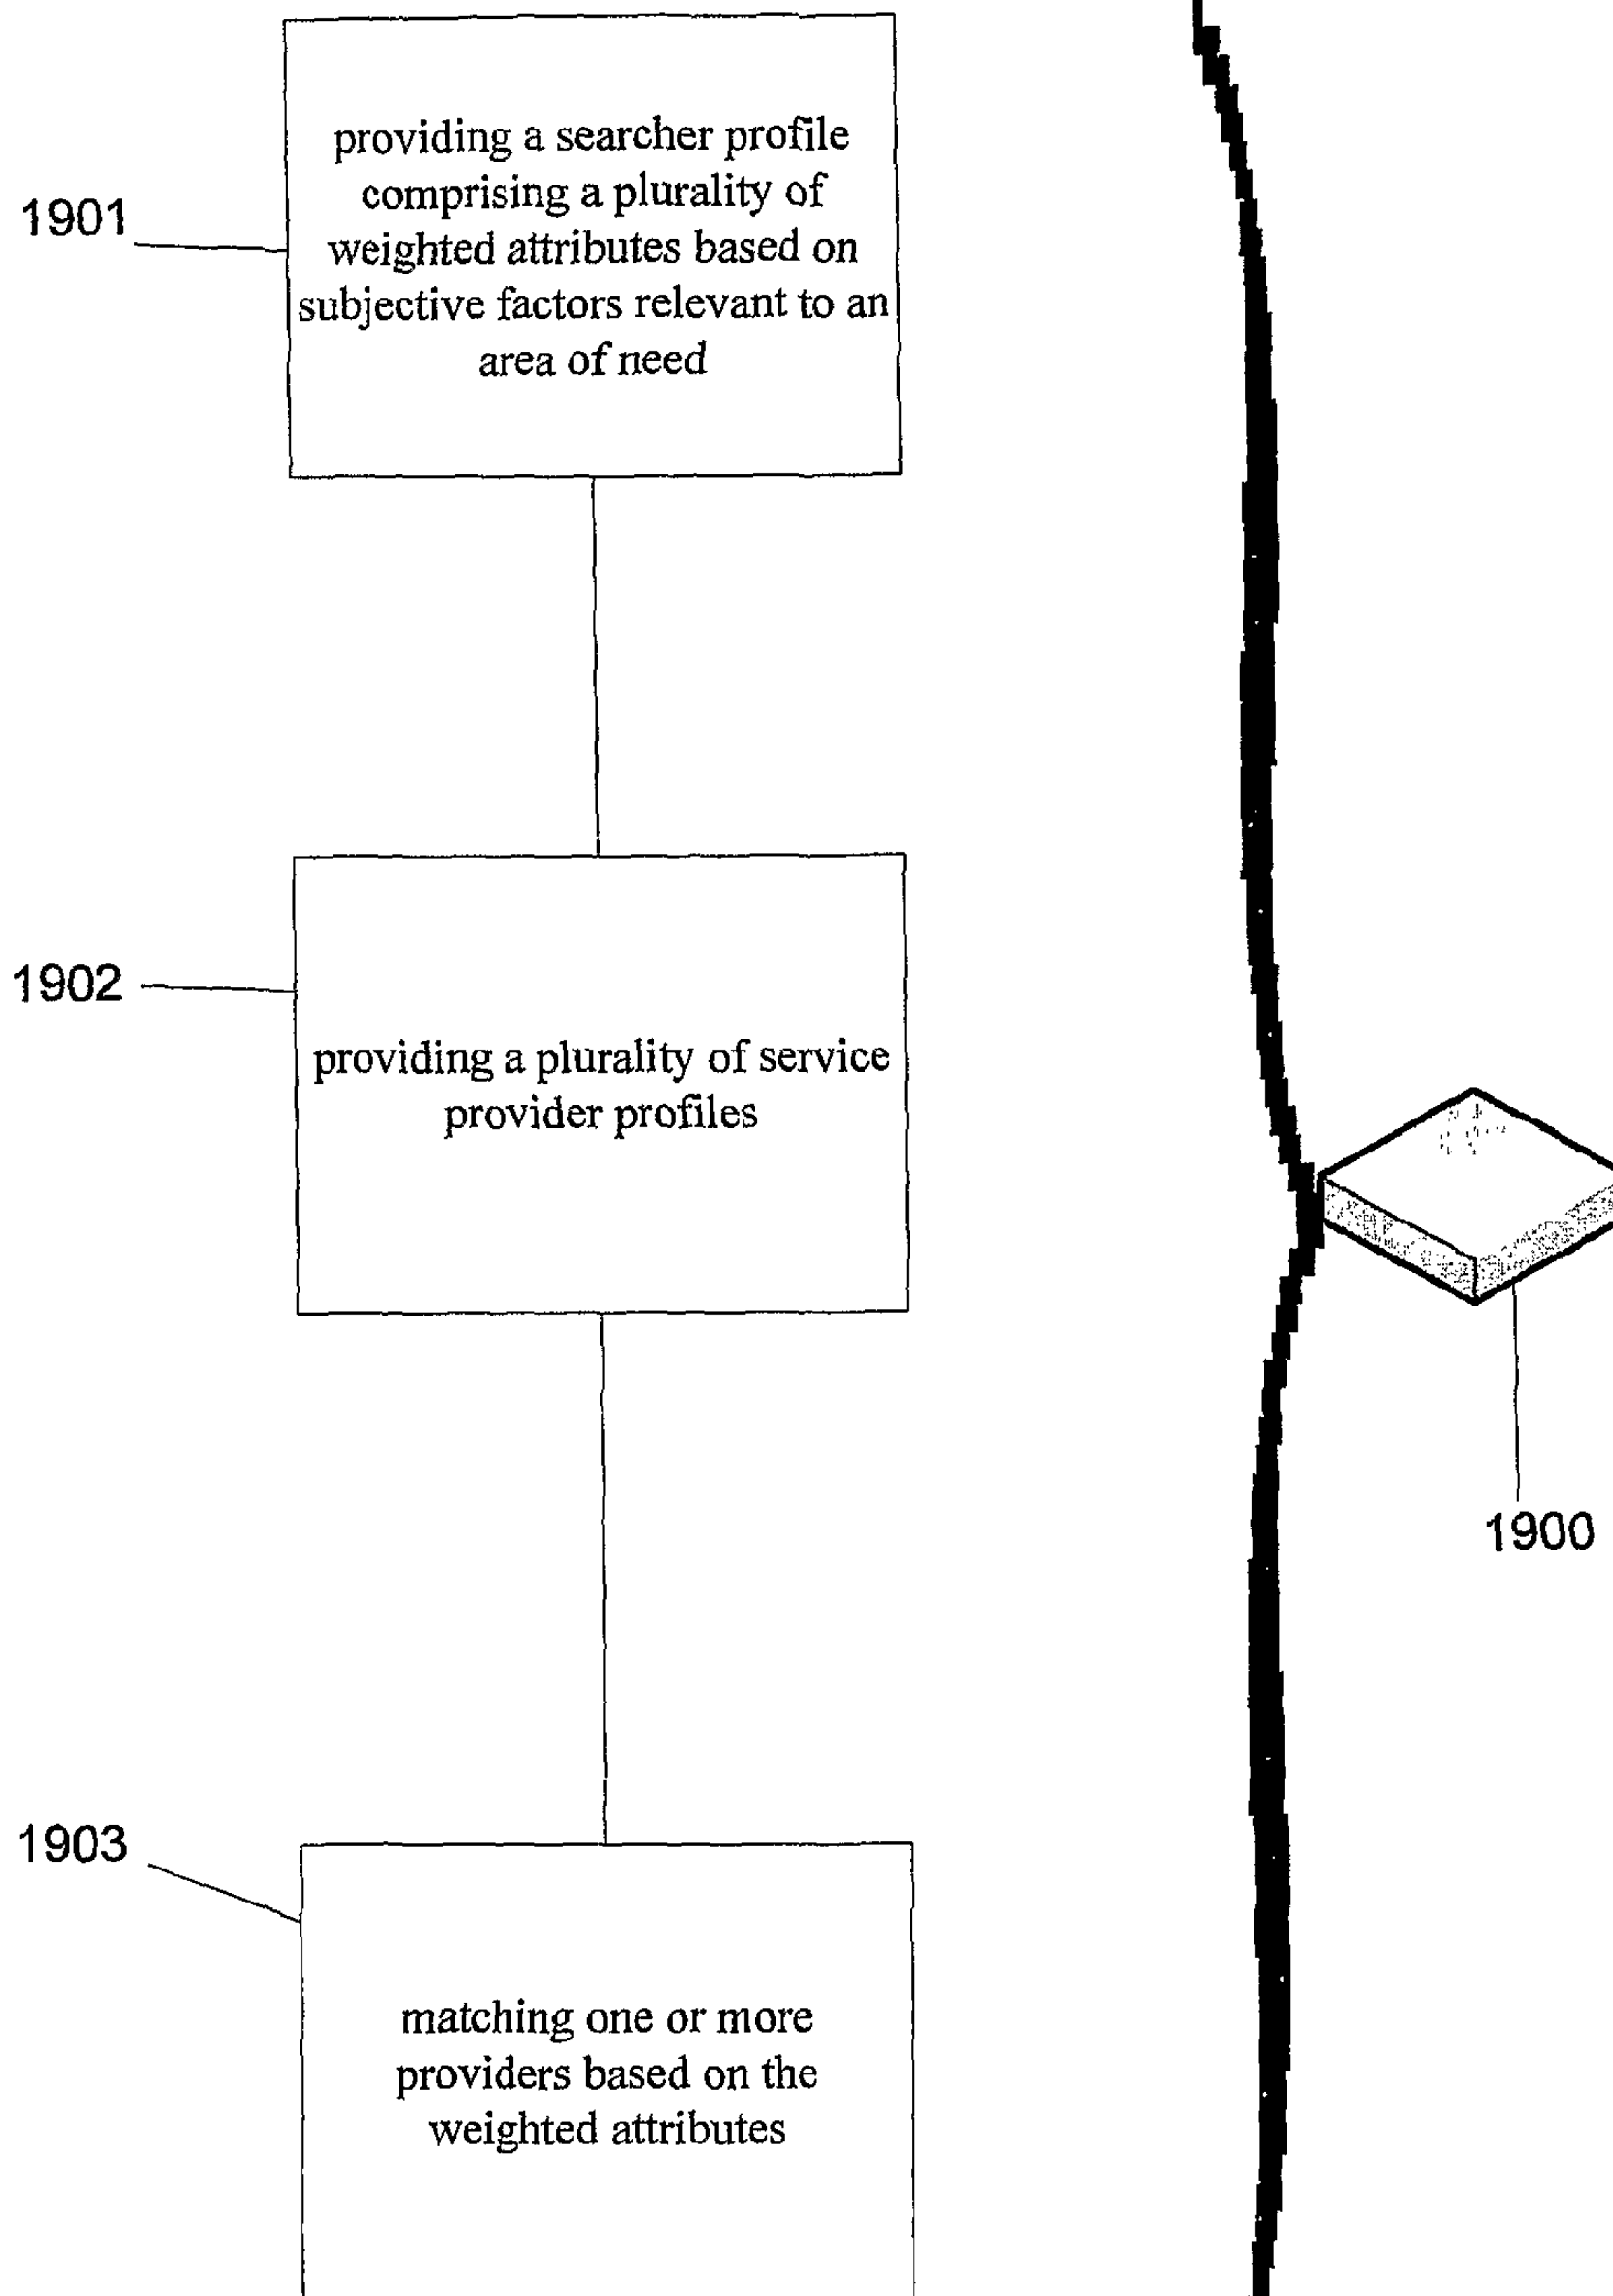 1901
providing a searcher profile
comprising a plurality of
weighted attributes based on
subjective factors relevant to an
area of need
1902
providing a plurality of service
provider profiles
1900
1903
matching one or more
providers based on the
weighted attributes